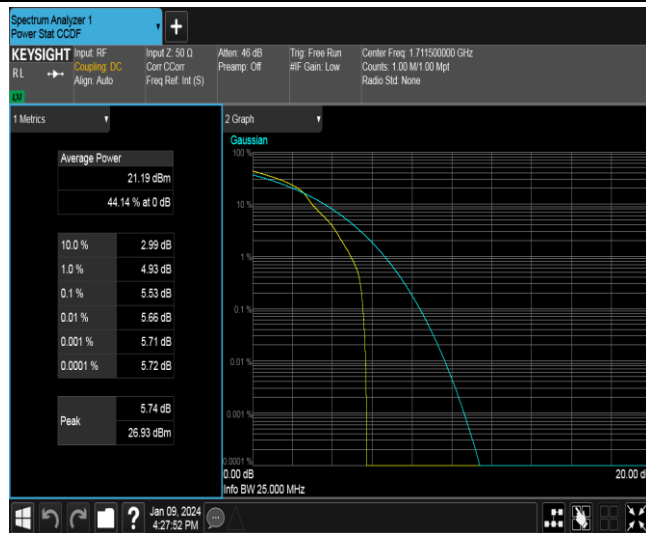 Spectrum Analyzer 1
Power Stat CCDF
KEYSIGHT
RL
LXI
Input: RF
Coupling: DC
Align: Auto
Input Z: 50 Ω
Corr CCorr
Freq Ref: Int (S)
Atten: 46 dB
Preamp: Off
Trig: Free Run
#IF Gain: Low
Center Freq: 1.711500000 GHz
Counts: 1.00 M/1.00 Mpt
Radio Std: None
1 Metrics
Average Power
21.19 dBm
44.14 % at 0 dB
10.0 % 2.99 dB
1.0 % 4.93 dB
0.1 % 5.53 dB
0.01 % 5.66 dB
0.001 % 5.71 dB
0.0001 % 5.72 dB
Peak
5.74 dB
26.93 dBm
2 Graph
Gaussian
100 %
10 %
1 %
0.1 %
0.01 %
0.001 %
0.0001 %
0.00 dB
20.00 d
Info BW 25.000 MHz
Jan 09, 2024
4:27:52 PM